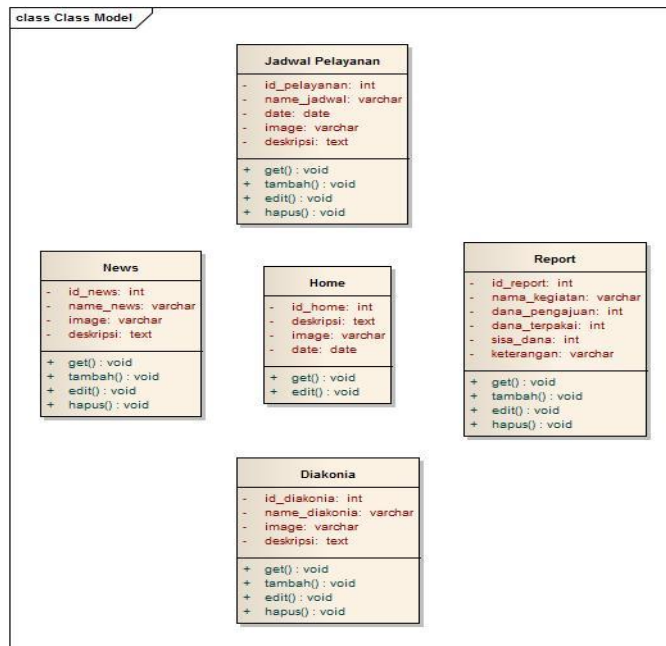 class Class Model
Jadwal Pelayanan
- id_pelayanan: int
- name_jadwal: varchar
- date: date
- image: varchar
- deskripsi: text
+ get() : void
+ tambah() : void
+ edit() : void
+ hapus() : void
News
- id_news: int
- name_news: varchar
- image: varchar
- deskripsi: text
+ get() : void
+ tambah() : void
+ edit() : void
+ hapus() : void
Home
- id_home: int
- deskripsi: text
- image: varchar
- date: date
+ get() : void
+ edit() : void
Report
- id_report: int
- nama_kegiatan: varchar
- dana_pengajuan: int
- dana_terpakai: int
- sisa_dana: int
- keterangan: varchar
+ get() : void
+ tambah() : void
+ edit() : void
+ hapus() : void
Diakonia
- id_diakonia: int
- name_diakonia: varchar
- image: varchar
- deskripsi: text
+ get() : void
+ tambah() : void
+ edit() : void
+ hapus() : void